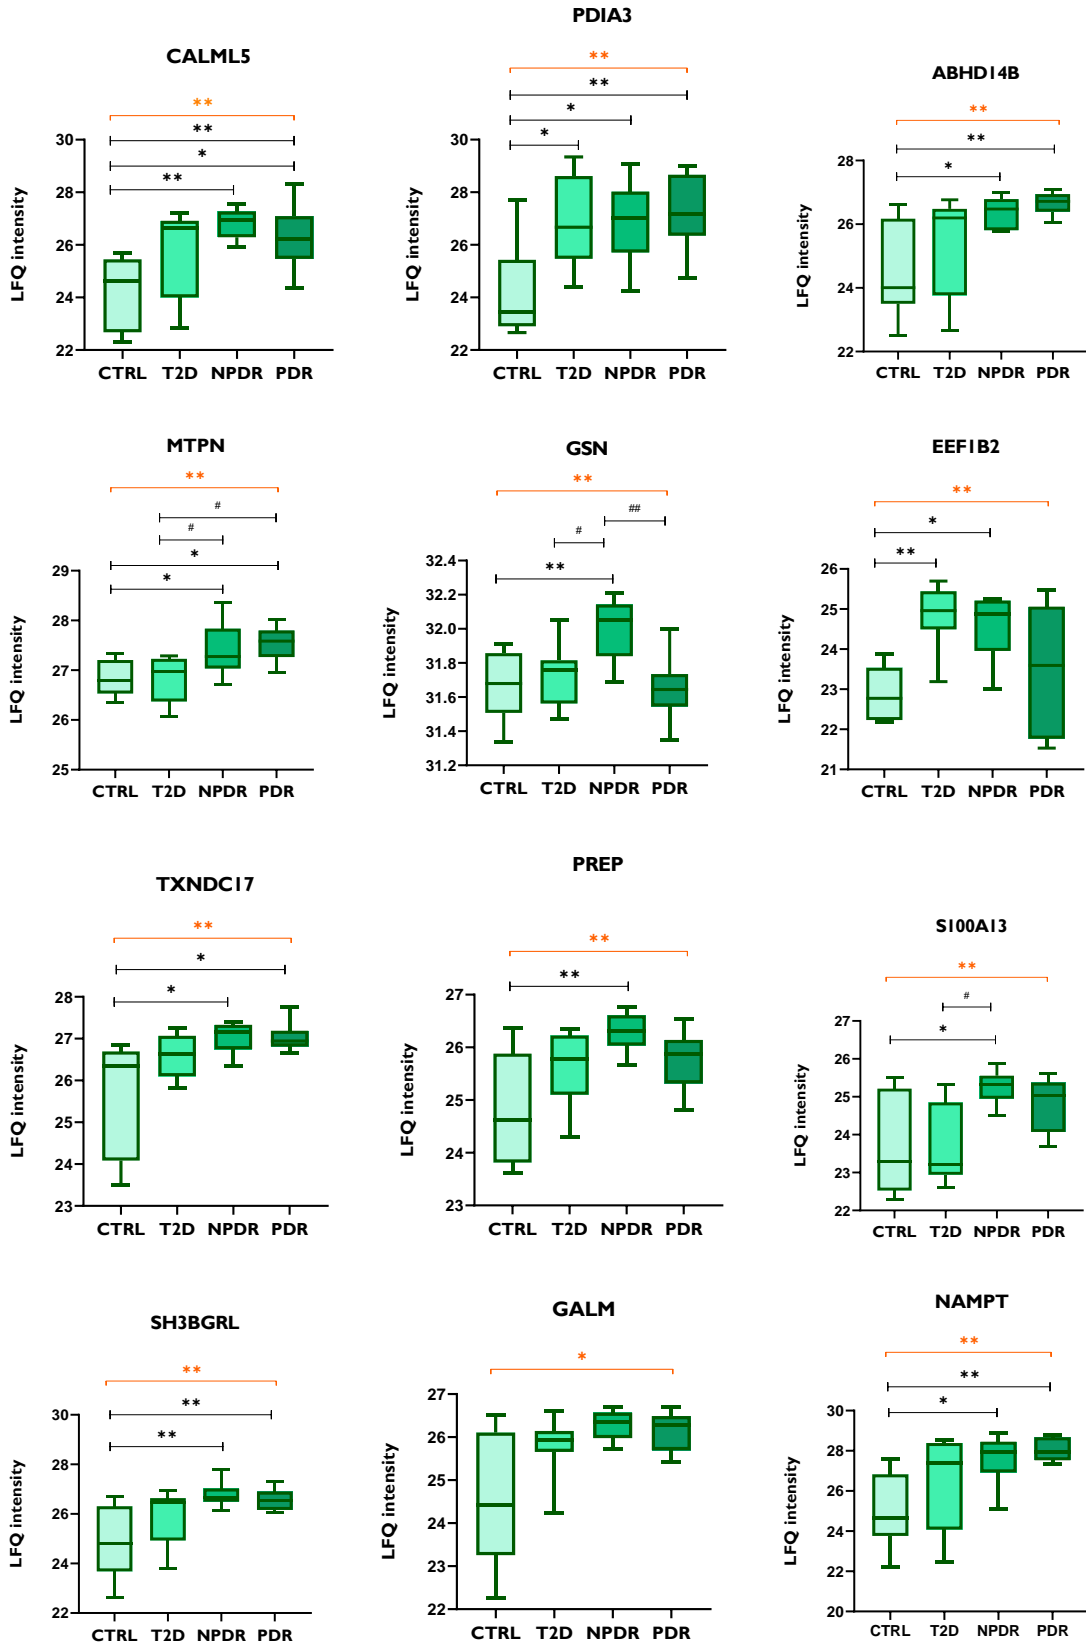 PDIA3
CALML5
ABHD14B
**
**
*
*
LFQ intensity
30
28
26
24
22
CTRL T2D NPDR PDR
**
**
*
**
LFQ intensity
30
28
26
24
22
CTRL T2D NPDR PDR
**
**
*
LFQ intensity
28
26
24
22
CTRL T2D NPDR PDR
MTPN
**
#
#
*
*
LFQ intensity
29
28
27
26
25
CTRL T2D NPDR PDR
GSN
**
##
#
**
LFQ intensity
32.4
32.2
32.0
31.8
31.6
31.4
31.2
CTRL T2D NPDR PDR
EEF1B2
**
*
**
LFQ intensity
26
25
24
23
22
21
CTRL T2D NPDR PDR
TXNDC17
**
*
*
LFQ intensity
28
27
26
25
24
23
CTRL T2D NPDR PDR
PREP
**
**
LFQ intensity
27
26
25
24
23
CTRL T2D NPDR PDR
S100A13
**
#
*
LFQ intensity
27
26
25
24
23
22
CTRL T2D NPDR PDR
SH3BGRL
**
**
**
LFQ intensity
30
28
26
24
22
CTRL T2D NPDR PDR
GALM
*
LFQ intensity
27
26
25
24
23
22
CTRL T2D NPDR PDR
NAMPT
**
**
*
LFQ intensity
30
28
26
24
22
20
CTRL T2D NPDR PDR